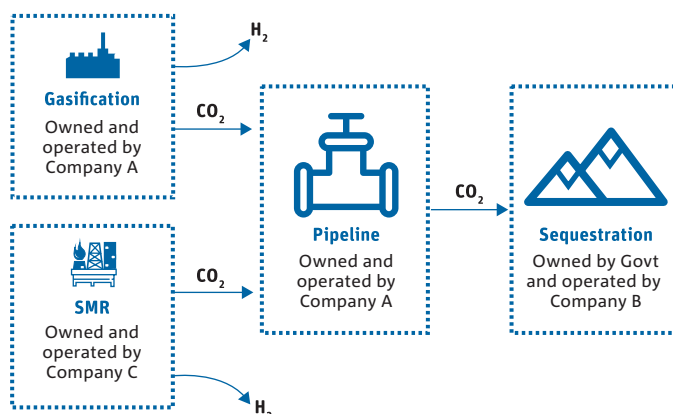 H₂
Gasification
Owned and
operated by
Company A
CO₂
Pipeline
Owned and
operated by
Company A
CO₂
Sequestration
Owned by Govt
and operated by
Company B
SMR
Owned and
operated by
Company C
CO₂
H₂